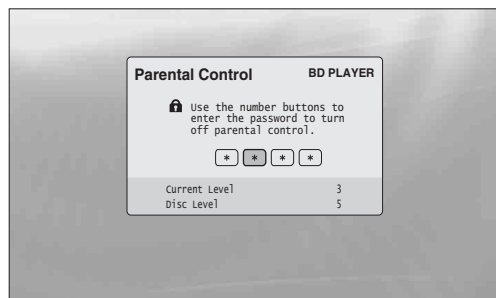 Parental Control BD PLAYER
Use the number buttons to
enter the password to turn
off parental control.
* * * *
Current Level 3
Disc Level 5